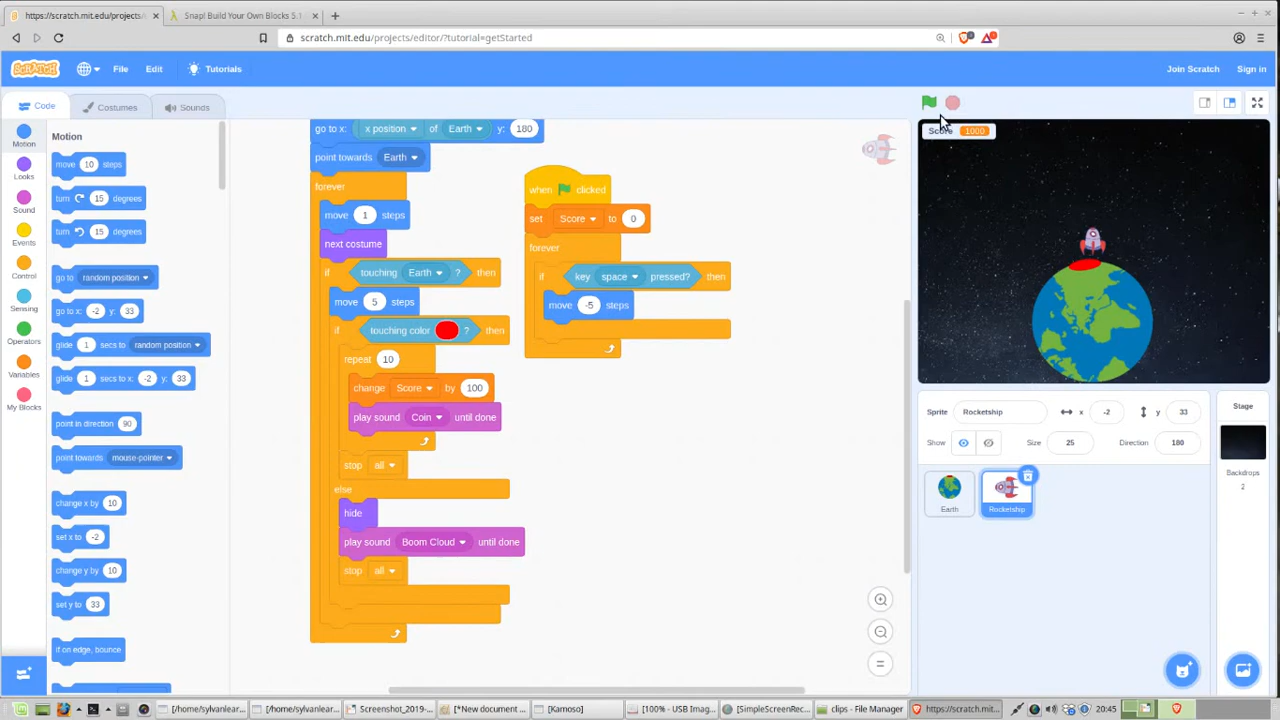 https://scratch.mit.edu/projects/
Snap! Build Your Own Blocks 5.1
scratch.mit.edu/projects/editor/?tutorial=getStarted
SCRATCH
File
Edit
Tutorials
Join Scratch
Sign in
Code
Costumes
Sounds
Motion
Looks
Sound
Events
Control
Sensing
Operators
Variables
My Blocks
Motion
move 10 steps
turn 15 degrees
turn 15 degrees
go to random position
go to x: -2 y: 33
glide 1 secs to random position
glide 1 secs to x: -2 y: 33
point in direction 90
point towards mouse-pointer
change x by 10
set x to -2
change y by 10
set y to 33
if on edge, bounce
go to x: x position of Earth y: 180
point towards Earth
forever
move 1 steps
next costume
if touching Earth ? then
move 5 steps
if touching color ? then
repeat 10
change Score by 100
play sound Coin until done
stop all
else
hide
play sound Boom Cloud until done
stop all
when clicked
set Score to 0
forever
if key space pressed? then
move -5 steps
Score 1000
Sprite Rocketship x -2 y 33
Show Size 25 Direction 180
Earth
Rocketship
Stage
Backdrops
2
[/home/sylvanlear...
[/home/sylvanlear...
Screenshot_2019-...
[*New document ...
[Kamoso]
[100% - USB Imag...
[SimpleScreenRec...
clips - File Manager
https://scratch.mit...
20:45